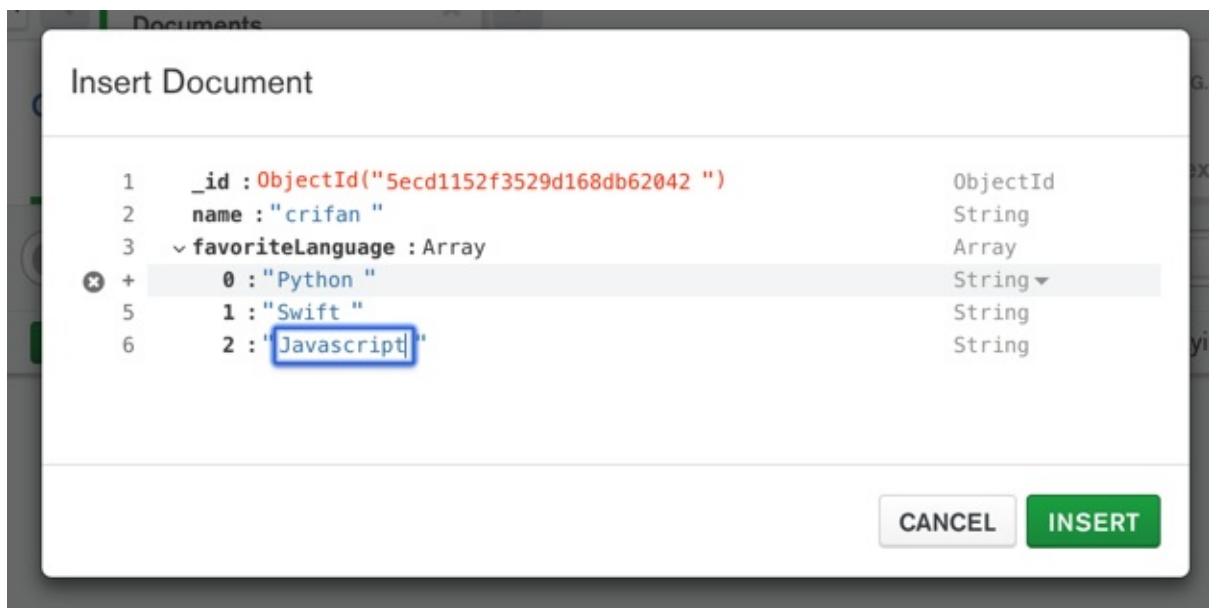 Documents
Insert Document
1 _id : ObjectId("5ecd1152f3529d168db62042 ") ObjectId
2 name : "crifan " String
3 favoriteLanguage : Array Array
+ 0 : "Python " String
5 1 : "Swift " String
6 2 : "Javascript " String
CANCEL INSERT